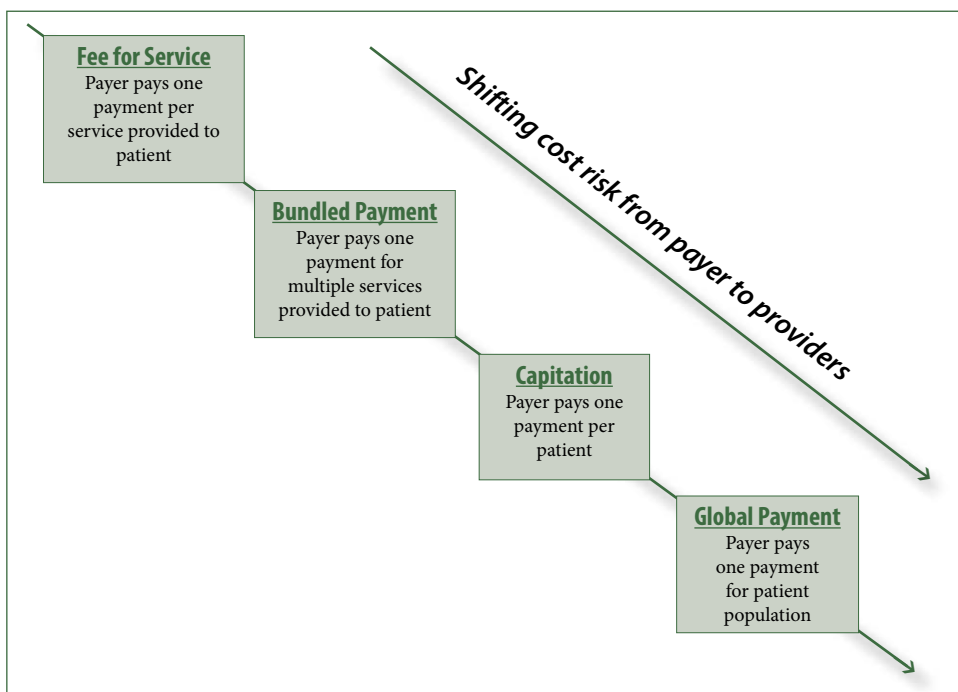 Fee for Service
Payer pays one
payment per
service provided to
patient
Shifting cost risk from payer to providers
Bundled Payment
Payer pays one
payment for
multiple services
provided to patient
Capitation
Payer pays one
payment per
patient
Global Payment
Payer pays
one payment
for patient
population